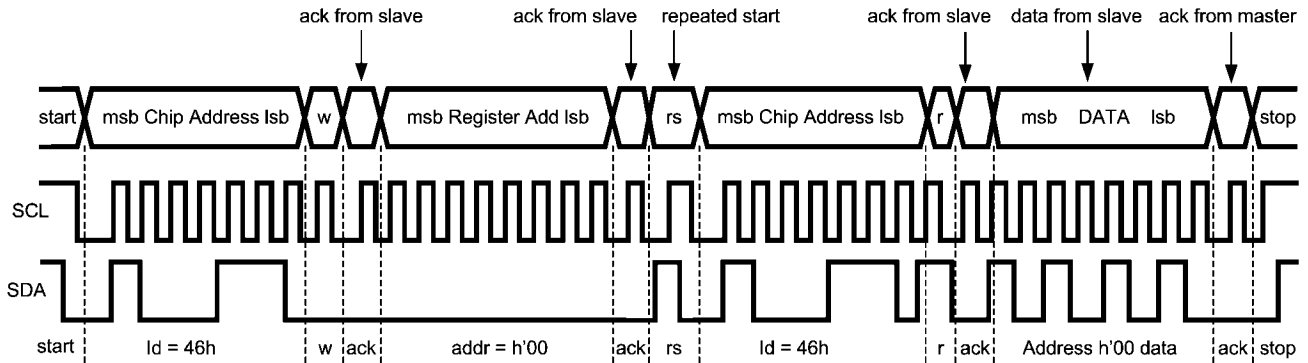 ack from slave ack from slave repeated start ack from slave data from slave ack from master
start msb Chip Address lsb w msb Register Add lsb rs msb Chip Address lsb r msb DATA lsb stop
SCL
SDA
start Id = 46h w ack addr = h'00 ack rs Id = 46h r ack Address h'00 data ack stop